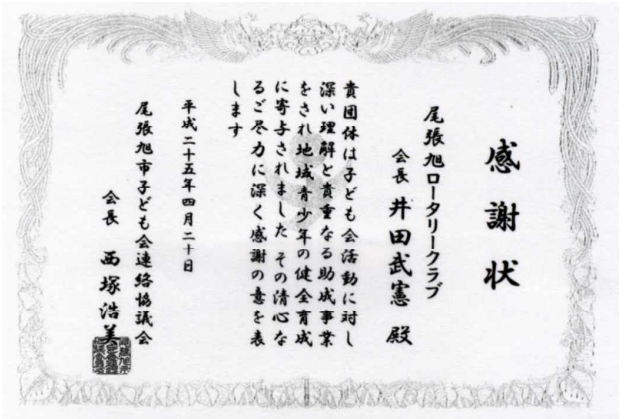 感謝状
尾張旭ロータリークラブ
会長 井田武憲 殿
貴団体は子ども会活動に対し
深い理解と貴重なる助成事業
をされ地域青少年の健全育成
に寄与されました その清心な
るご尽力に深く感謝の意を表
します
平成二十五年四月二十日
尾張旭市子ども会連絡協議会
会長 西塚浩美